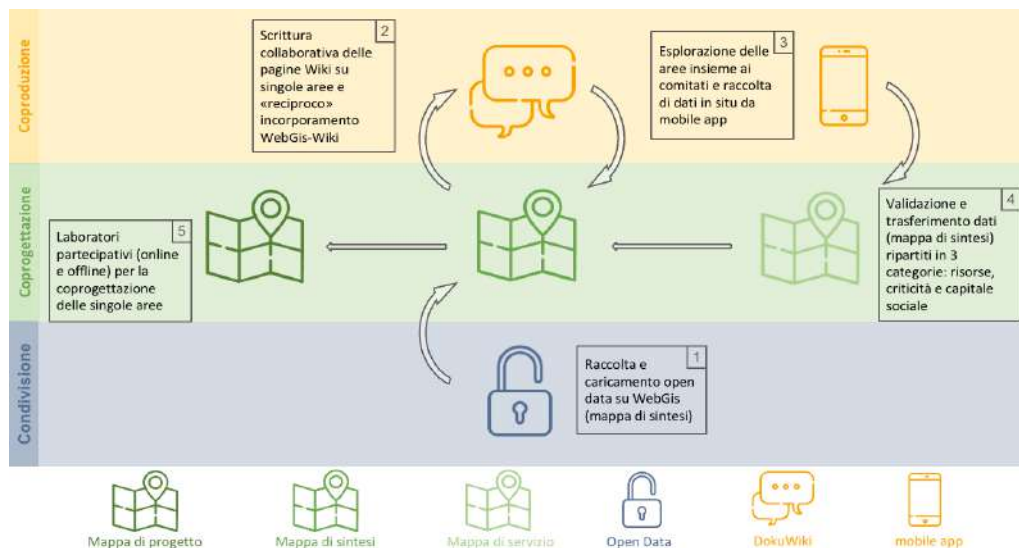 Coproduzione
2
Scrittura
collaborativa delle
pagine Wiki su
singole aree e
«reciproco»
incorporamento
WebGis-Wiki
3
Esplorazione delle
aree insieme ai
comitati e raccolta
di dati in situ da
mobile app
Coprogettazione
5
Laboratori
partecipativi (online
e offline) per la
coprogettazione
delle singole aree
4
Validazione e
trasferimento dati
(mappa di sintesi)
ripartiti in 3
categorie: risorse,
criticità e capitale
sociale
Condivisione
1
Raccolta e
caricamento open
data su WebGis
(mappa di sintesi)
Mappa di progetto
Mappa di sintesi
Mappa di servizio
Open Data
DokuWiki
mobile app